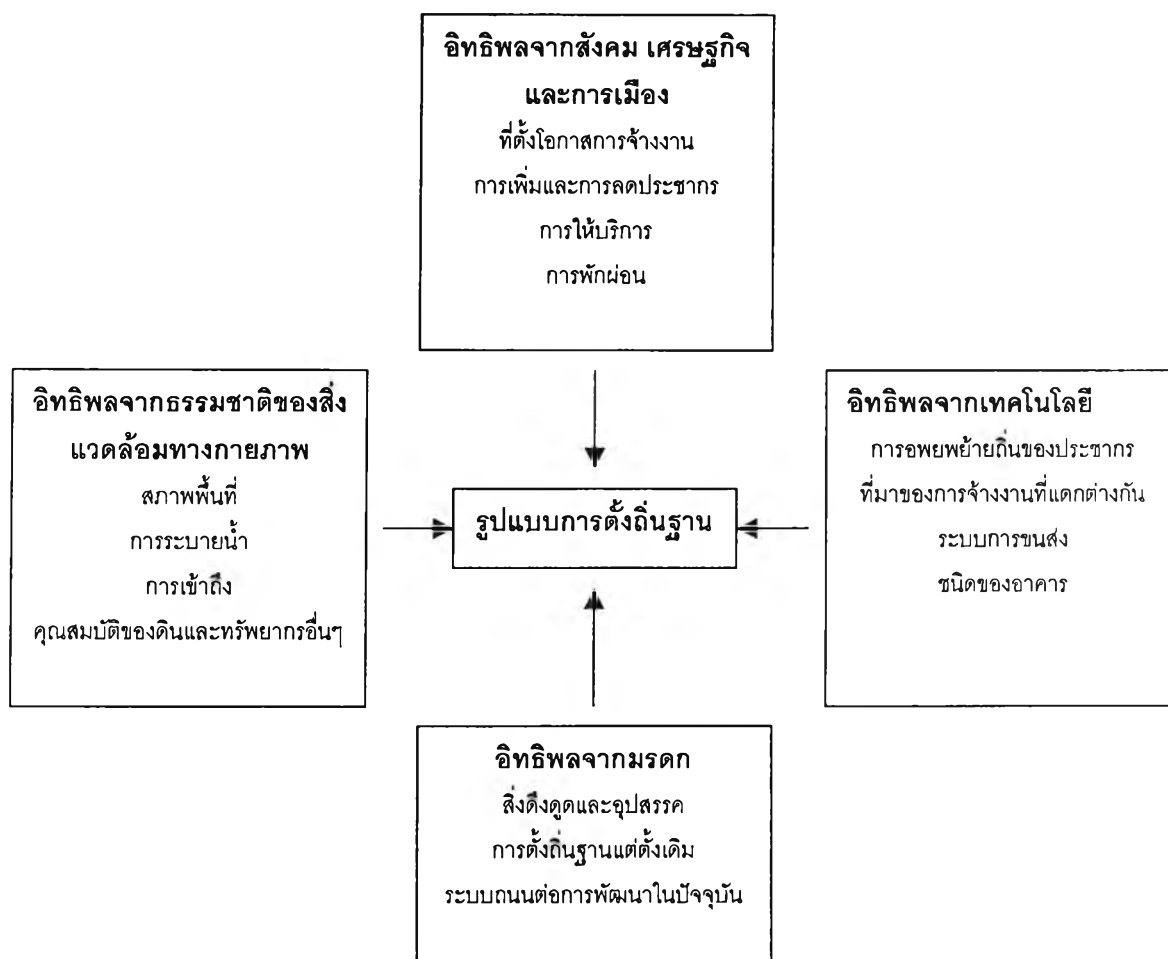 อิทธิพลจากสังคม เศรษฐกิจ
และการเมือง
ที่ตั้งโอกาสการจ้างงาน
การเพิ่มและการลดประชากร
การให้บริการ
การพักผ่อน
อิทธิพลจากธรรมชาติของสิ่ง
แวดล้อมทางกายภาพ
สภาพพื้นที่
การระบายน้ำ
การเข้าถึง
คุณสมบัติของดินและทรัพยากรอื่นๆ
รูปแบบการตั้งถิ่นฐาน
อิทธิพลจากเทคโนโลยี
การอพยพย้ายถิ่นของประชากร
ที่มาของการจ้างงานที่แตกต่างกัน
ระบบการขนส่ง
ชนิดของอาคาร
อิทธิพลจากมรดก
สิ่งดึงดูดและอุปสรรค
การตั้งถิ่นฐานแต่ตั้งเดิม
ระบบถนนต่อการพัฒนาในปัจจุบัน